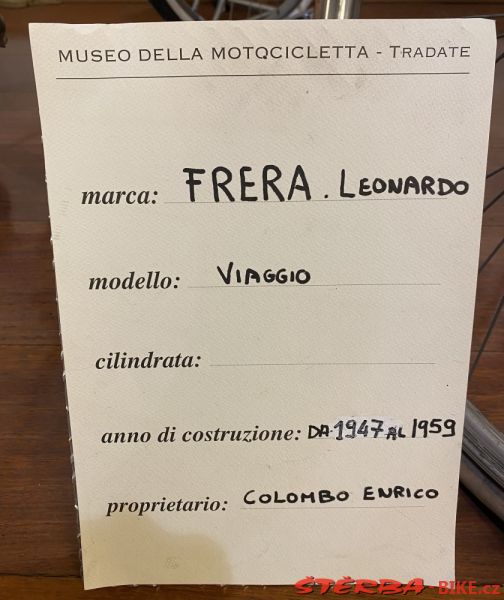 MUSEO DELLA MOTOCICLETTA - TRADATE
marca: FRERA . LEONARDO
modello: VIAGGIO
cilindrata:
anno di costruzione: DA 1947 AL 1959
proprietario: COLOMBO ENRICO
ŠTĚRBA-BIKE.cz